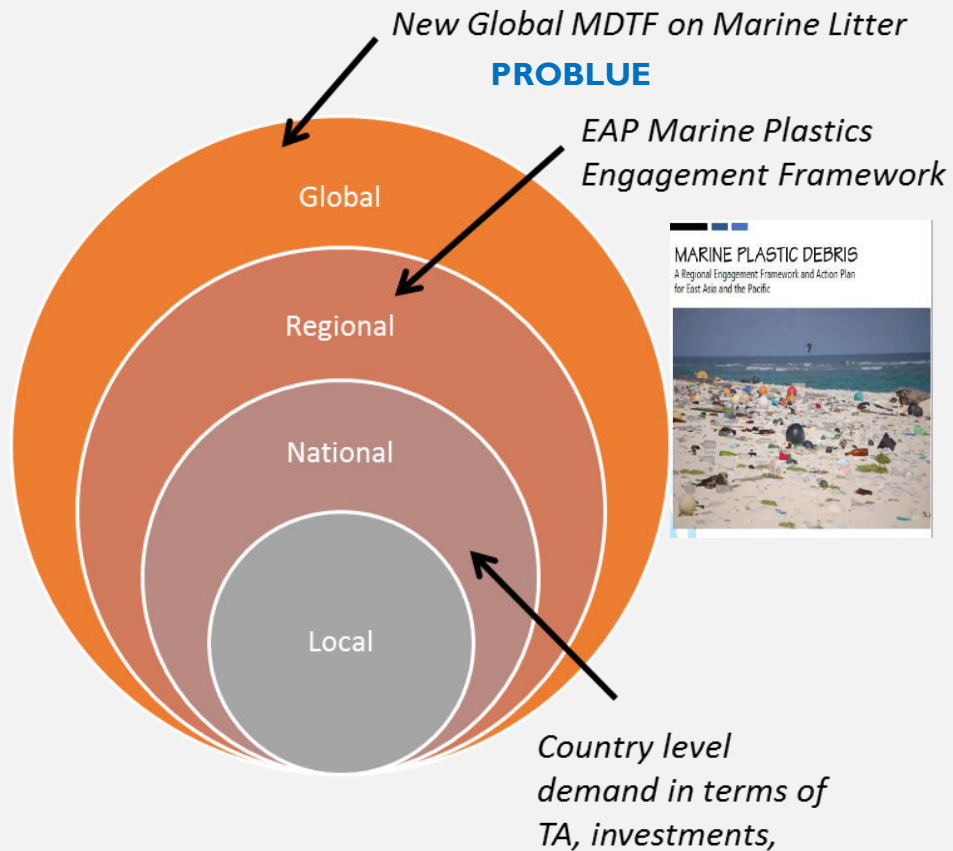 New Global MDTF on Marine Litter
PROBLUE
EAP Marine Plastics
Engagement Framework
Global
MARINE PLASTIC DEBRIS
A Regional Engagement Framework and Action Plan
for East Asia and the Pacific
Regional
National
Local
Country level
demand in terms of
TA, investments,